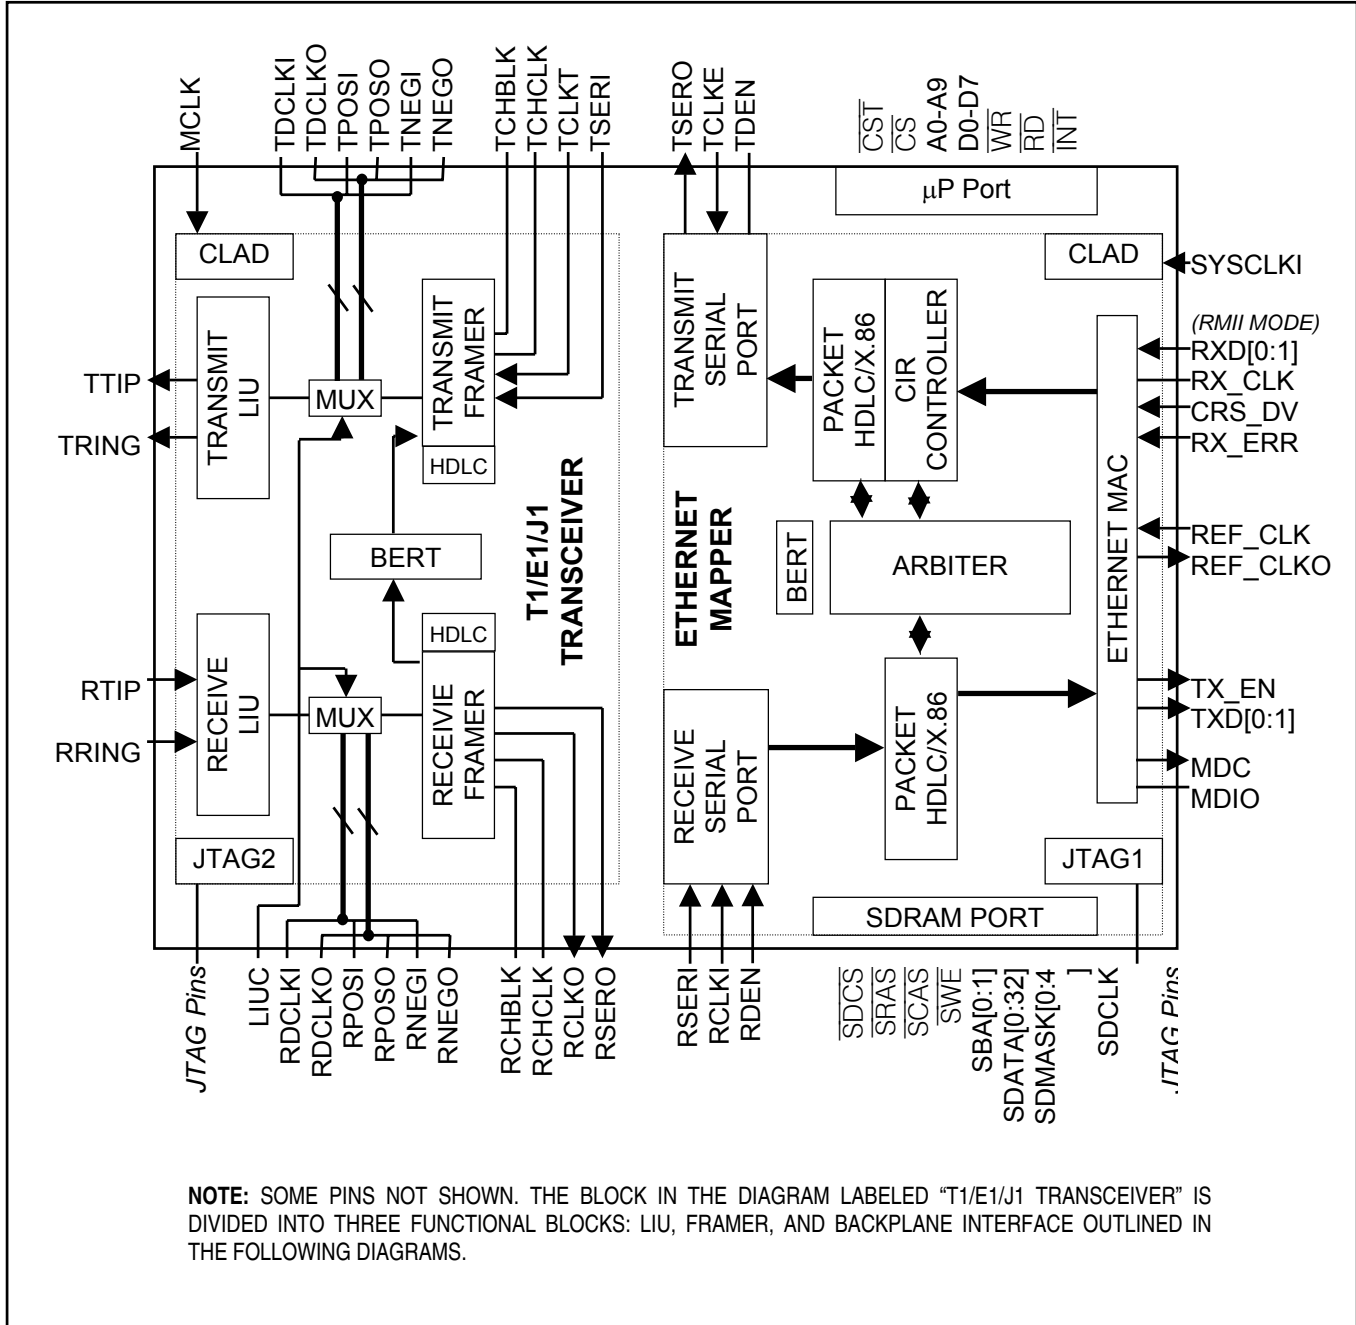 MCLK
TDCLKI
TDCLKO
TPOSI
TPOSO
TNEGI
TNEGO
TCHBLK
TCHCLK
TCLKT
TSERI
TSERO
TCLKE
TDEN
CST
CS
A0-A9
D0-D7
WR
RD
INT
µP Port
CLAD
CLAD
SYSCLKI
TRANSMIT
LIU
MUX
TRANSMIT
FRAMER
HDLC
TRANSMIT
SERIAL
PORT
PACKET
HDLC/X.86
CIR
CONTROLLER
ETHERNET MAC
(RMII MODE)
RXD[0:1]
RX_CLK
CRS_DV
RX_ERR
TTIP
TRING
T1/E1/J1
TRANSCEIVER
ETHERNET
MAPPER
BERT
BERT
ARBITER
REF_CLK
REF_CLKO
HDLC
RECEIVE
LIU
MUX
RECEIVIE
FRAMER
RECEIVE
SERIAL
PORT
PACKET
HDLC/X.86
RTIP
RRING
TX_EN
TXD[0:1]
MDC
MDIO
JTAG2
JTAG1
SDRAM PORT
JTAG Pins
LIUC
RDCLKI
RDCLKO
RPOSI
RPOSO
RNEGI
RNEGO
RCHBLK
RCHCLK
RCLKO
RSERO
RSERI
RCLKI
RDEN
SDCS
SRAS
SCAS
SWE
SBA[0:1]
SDATA[0:32]
SDMASK[0:4
]
SDCLK
JTAG Pins
NOTE: SOME PINS NOT SHOWN. THE BLOCK IN THE DIAGRAM LABELED “T1/E1/J1 TRANSCEIVER” IS
DIVIDED INTO THREE FUNCTIONAL BLOCKS: LIU, FRAMER, AND BACKPLANE INTERFACE OUTLINED IN
THE FOLLOWING DIAGRAMS.